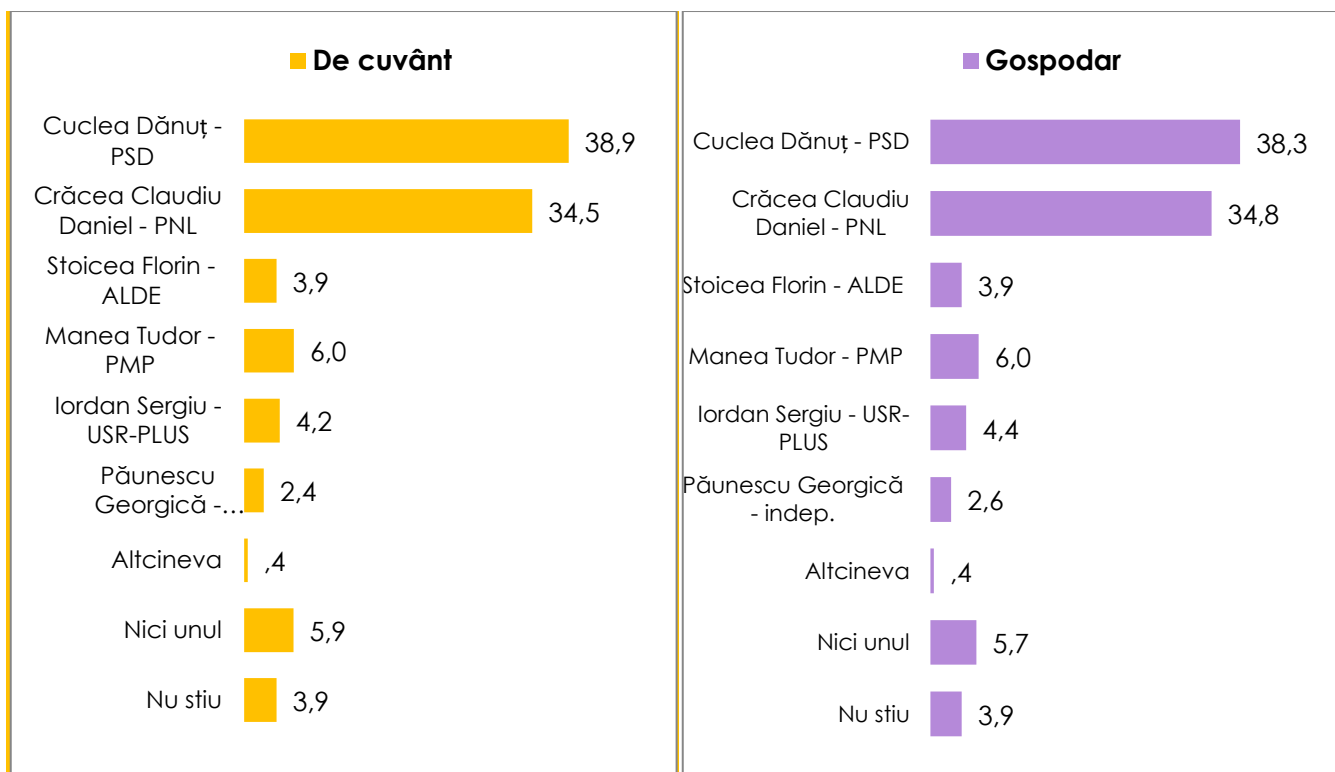 De cuvânt
Cuclea Dănuț -
PSD
38,9
Crăcea Claudiu
Daniel - PNL
34,5
Stoicea Florin -
ALDE
3,9
Manea Tudor -
PMP
6,0
Iordan Sergiu -
USR-PLUS
4,2
Păunescu
Georgică -…
2,4
Altcineva
,4
Nici unul
5,9
Nu stiu
3,9
Gospodar
Cuclea Dănuț - PSD
38,3
Crăcea Claudiu
Daniel - PNL
34,8
Stoicea Florin - ALDE
3,9
Manea Tudor - PMP
6,0
Iordan Sergiu - USR-
PLUS
4,4
Păunescu Georgică
- indep.
2,6
Altcineva
,4
Nici unul
5,7
Nu stiu
3,9